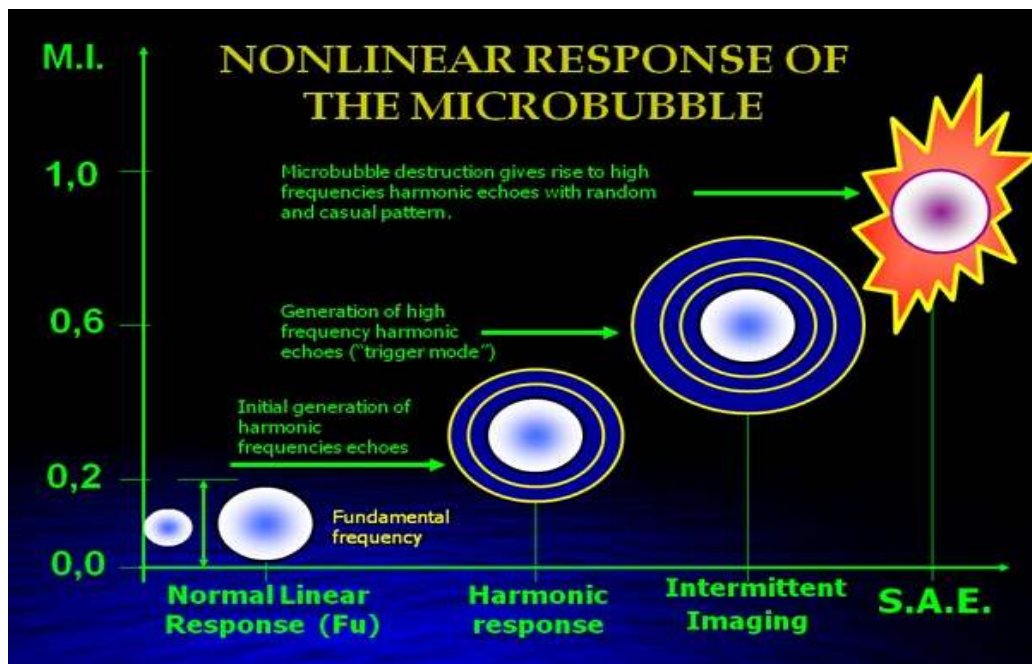 M.I.
NONLINEAR RESPONSE OF
THE MICROBUBBLE
1,0
Microbubble destruction gives rise to high
frequencies harmonic echoes with random
and casual pattern.
0,6
Generation of high
frequency harmonic
echoes ("trigger mode")
Initial generation of
harmonic
frequencies echoes
0,2
Fundamental
frequency
0,0
Normal Linear
Response (Fu)
Harmonic
response
Intermittent
Imaging
S.A.E.